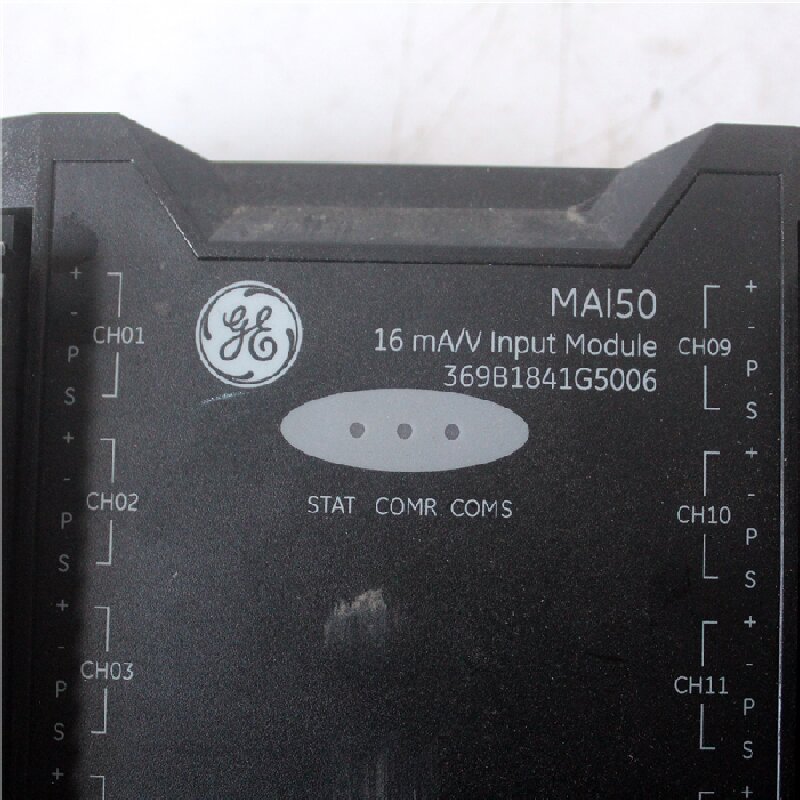 GE
MAI50
16 mA/V Input Module
369B1841G5006
STAT COMR COMS
+
-
CH01
P
S
+
-
CH02
P
S
+
-
CH03
P
S
+
+
-
CH09
P
S
+
-
CH10
P
S
+
-
CH11
P
S
+